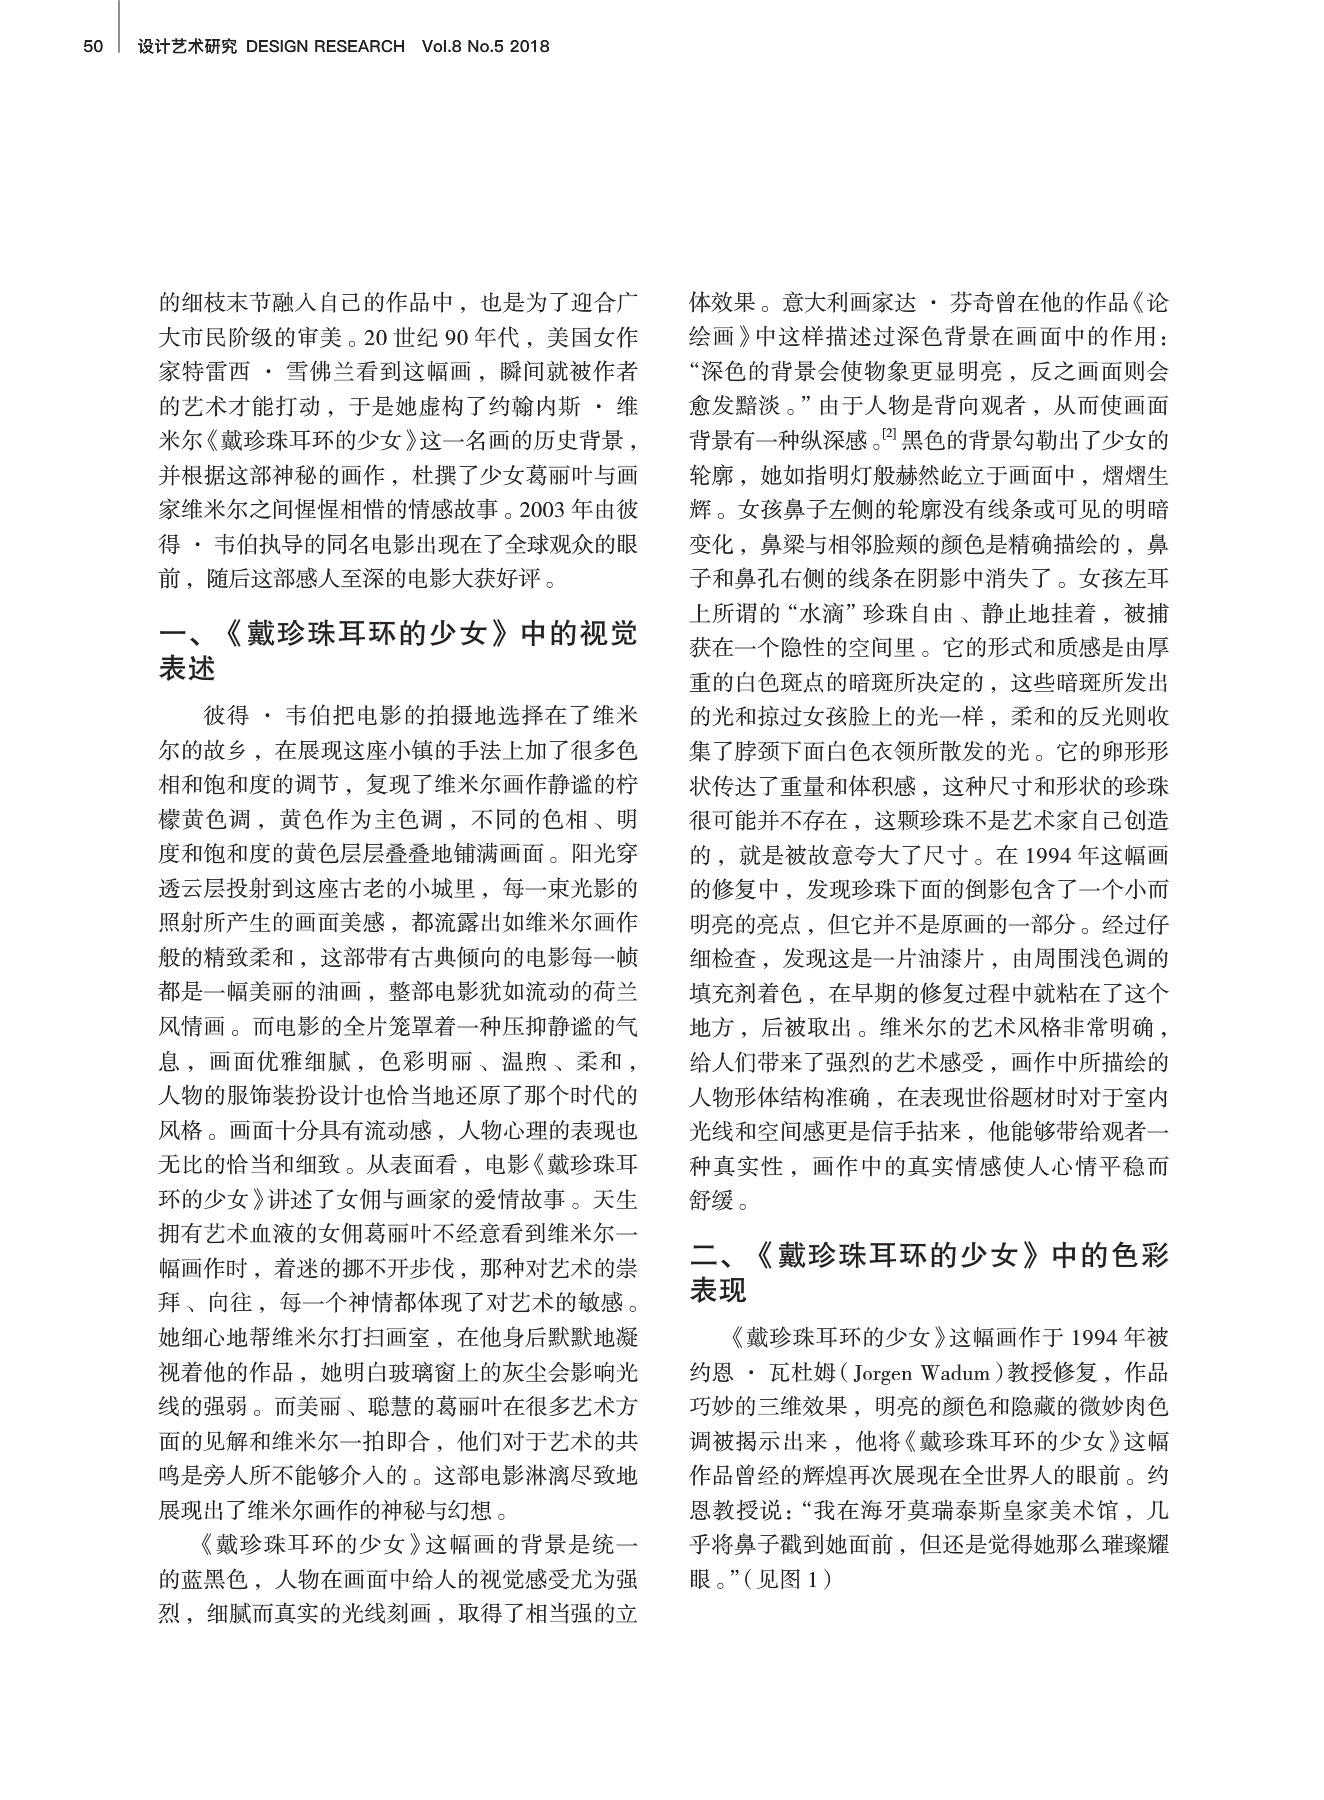 50 设计艺术研究 DESIGN RESEARCH Vol.8 No.5 2018
的细枝末节融入自己的作品中，也是为了迎合广
大市民阶级的审美。20 世纪 90 年代，美国女作
家特雷西·雪佛兰看到这幅画，瞬间就被作者
的艺术才能打动，于是她虚构了约翰内斯·维
米尔《戴珍珠耳环的少女》这一名画的历史背景，
并根据这部神秘的画作，杜撰了少女葛丽叶与画
家维米尔之间惺惺相惜的情感故事。2003 年由彼
得·韦伯执导的同名电影出现在了全球观众的眼
前，随后这部感人至深的电影大获好评。
一、《戴珍珠耳环的少女》中的视觉
表述
彼得·韦伯把电影的拍摄地选择在了维米
尔的故乡，在展现这座小镇的手法上加了很多色
相和饱和度的调节，复现了维米尔画作静谧的柠
檬黄色调，黄色作为主色调，不同的色相、明
度和饱和度的黄色层层叠叠地铺满画面。阳光穿
透云层投射到这座古老的小城里，每一束光影的
照射所产生的画面美感，都流露出如维米尔画作
般的精致柔和，这部带有古典倾向的电影每一帧
都是一幅美丽的油画，整部电影犹如流动的荷兰
风情画。而电影的全片笼罩着一种压抑静谧的气
息，画面优雅细腻，色彩明丽、温煦、柔和，
人物的服饰装扮设计也恰当地还原了那个时代的
风格。画面十分具有流动感，人物心理的表现也
无比的恰当和细致。从表面看，电影《戴珍珠耳
环的少女》讲述了女佣与画家的爱情故事。天生
拥有艺术血液的女佣葛丽叶不经意看到维米尔一
幅画作时，着迷的挪不开步伐，那种对艺术的崇
拜、向往，每一个神情都体现了对艺术的敏感。
她细心地帮维米尔打扫画室，在他身后默默地凝
视着他的作品，她明白玻璃窗上的灰尘会影响光
线的强弱。而美丽、聪慧的葛丽叶在很多艺术方
面的见解和维米尔一拍即合，他们对于艺术的共
鸣是旁人所不能够介入的。这部电影淋漓尽致地
展现出了维米尔画作的神秘与幻想。
《戴珍珠耳环的少女》这幅画的背景是统一
的蓝黑色，人物在画面中给人的视觉感受尤为强
烈，细腻而真实的光线刻画，取得了相当强的立
体效果。意大利画家达·芬奇曾在他的作品《论
绘画》中这样描述过深色背景在画面中的作用：
“深色的背景会使物象更显明亮，反之画面则会
愈发黯淡。”由于人物是背向观者，从而使画面
背景有一种纵深感。[2] 黑色的背景勾勒出了少女的
轮廓，她如指明灯般赫然屹立于画面中，熠熠生
辉。女孩鼻子左侧的轮廓没有线条或可见的明暗
变化，鼻梁与相邻脸颊的颜色是精确描绘的，鼻
子和鼻孔右侧的线条在阴影中消失了。女孩左耳
上所谓的“水滴”珍珠自由、静止地挂着，被捕
获在一个隐性的空间里。它的形式和质感是由厚
重的白色斑点的暗斑所决定的，这些暗斑所发出
的光和掠过女孩脸上的光一样，柔和的反光则收
集了脖颈下面白色衣领所散发的光。它的卵形形
状传达了重量和体积感，这种尺寸和形状的珍珠
很可能并不存在，这颗珍珠不是艺术家自己创造
的，就是被故意夸大了尺寸。在 1994 年这幅画
的修复中，发现珍珠下面的倒影包含了一个小而
明亮的亮点，但它并不是原画的一部分。经过仔
细检查，发现这是一片油漆片，由周围浅色调的
填充剂着色，在早期的修复过程中就粘在了这个
地方，后被取出。维米尔的艺术风格非常明确，
给人们带来了强烈的艺术感受，画作中所描绘的
人物形体结构准确，在表现世俗题材时对于室内
光线和空间感更是信手拈来，他能够带给观者一
种真实性，画作中的真实情感使人心情平稳而
舒缓。
二、《戴珍珠耳环的少女》中的色彩
表现
《戴珍珠耳环的少女》这幅画作于 1994 年被
约恩·瓦杜姆（Jorgen Wadum）教授修复，作品
巧妙的三维效果，明亮的颜色和隐藏的微妙肉色
调被揭示出来，他将《戴珍珠耳环的少女》这幅
作品曾经的辉煌再次展现在全世界人的眼前。约
恩教授说：“我在海牙莫瑞泰斯皇家美术馆，几
乎将鼻子戳到她面前，但还是觉得她那么璀璨耀
眼。”（见图 1）